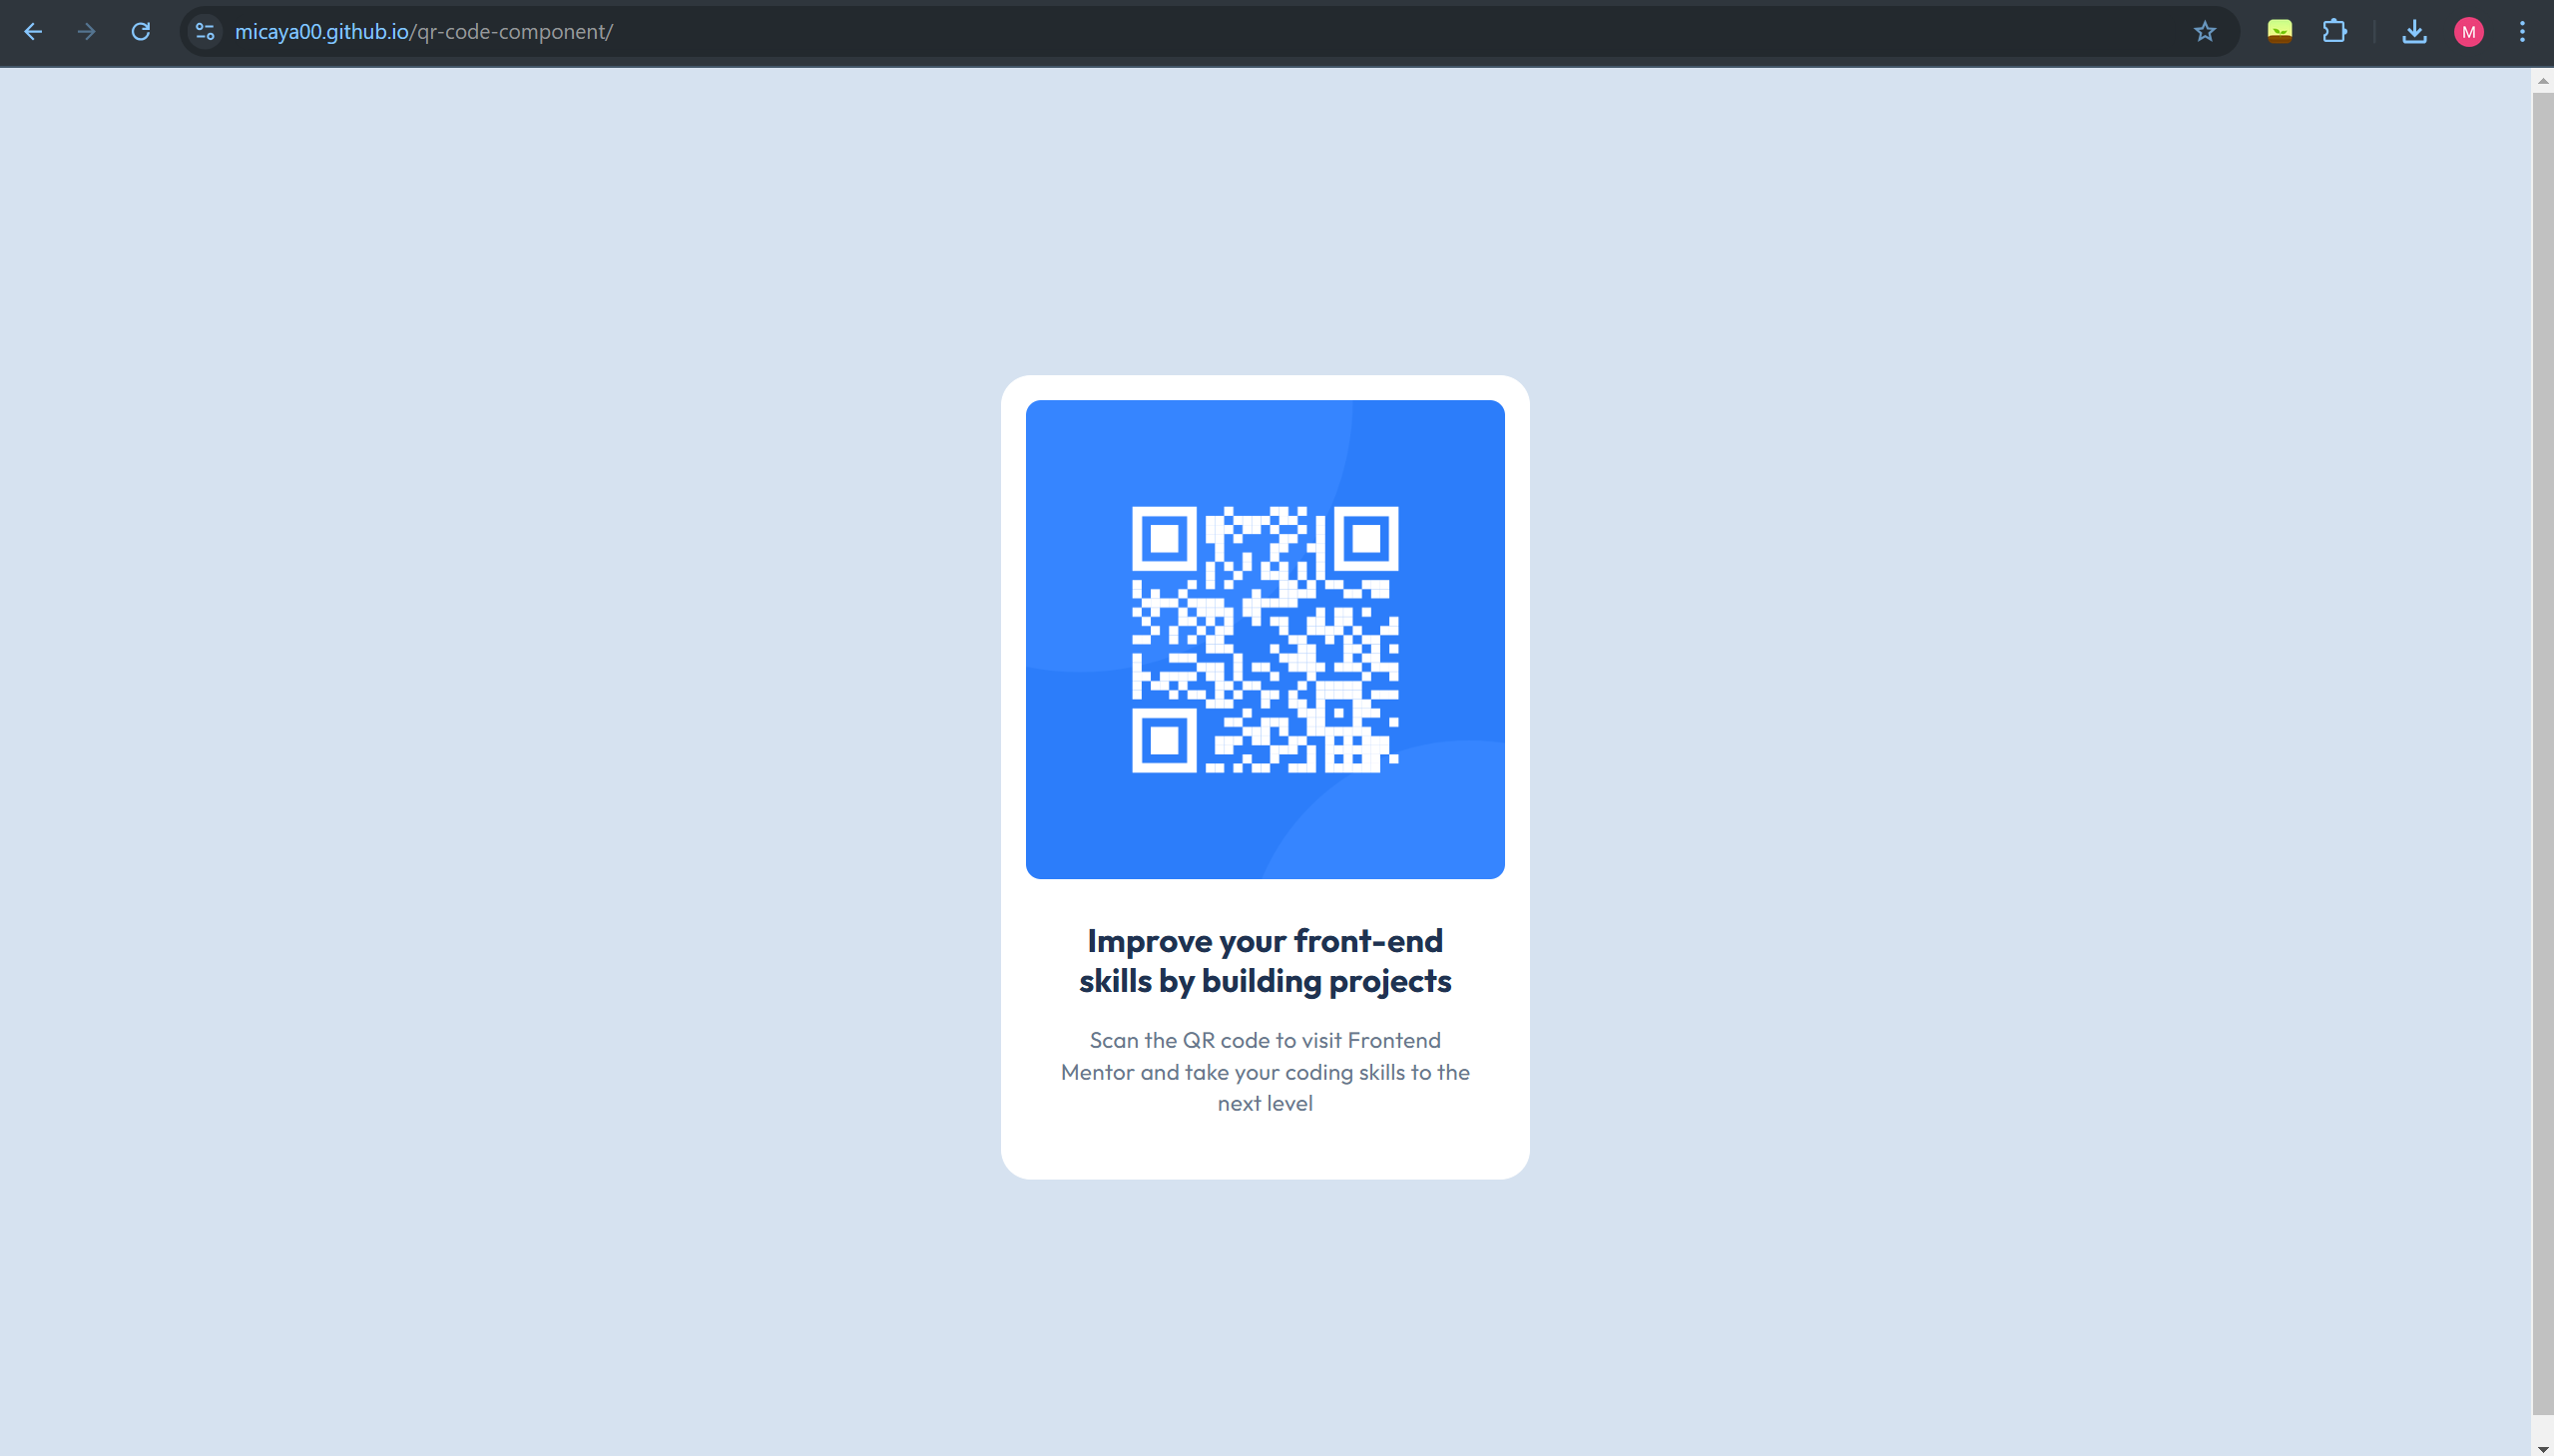 micaya00.github.io/qr-code-component/
M
Improve your front-end
skills by building projects
Scan the QR code to visit Frontend
Mentor and take your coding skills to the
next level